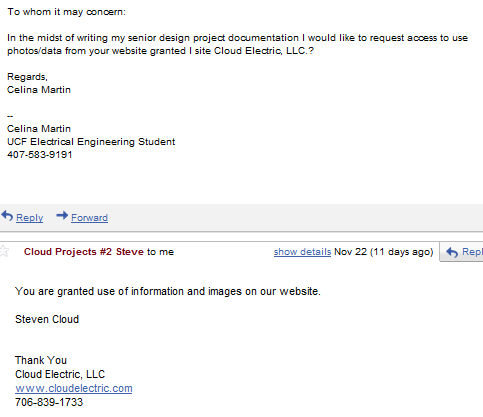 To whom it may concern:
In the midst of writing my senior design project documentation I would like to request access to use
photos/data from your website granted I site Cloud Electric, LLC.?
Regards,
Celina Martin
--
Celina Martin
UCF Electrical Engineering Student
407-583-9191
Reply Forward
Cloud Projects #2 Steve to me show details Nov 22 (11 days ago) Repl
You are granted use of information and images on our website.
Steven Cloud
Thank You
Cloud Electric, LLC
www.cloudelectric.com
706-839-1733